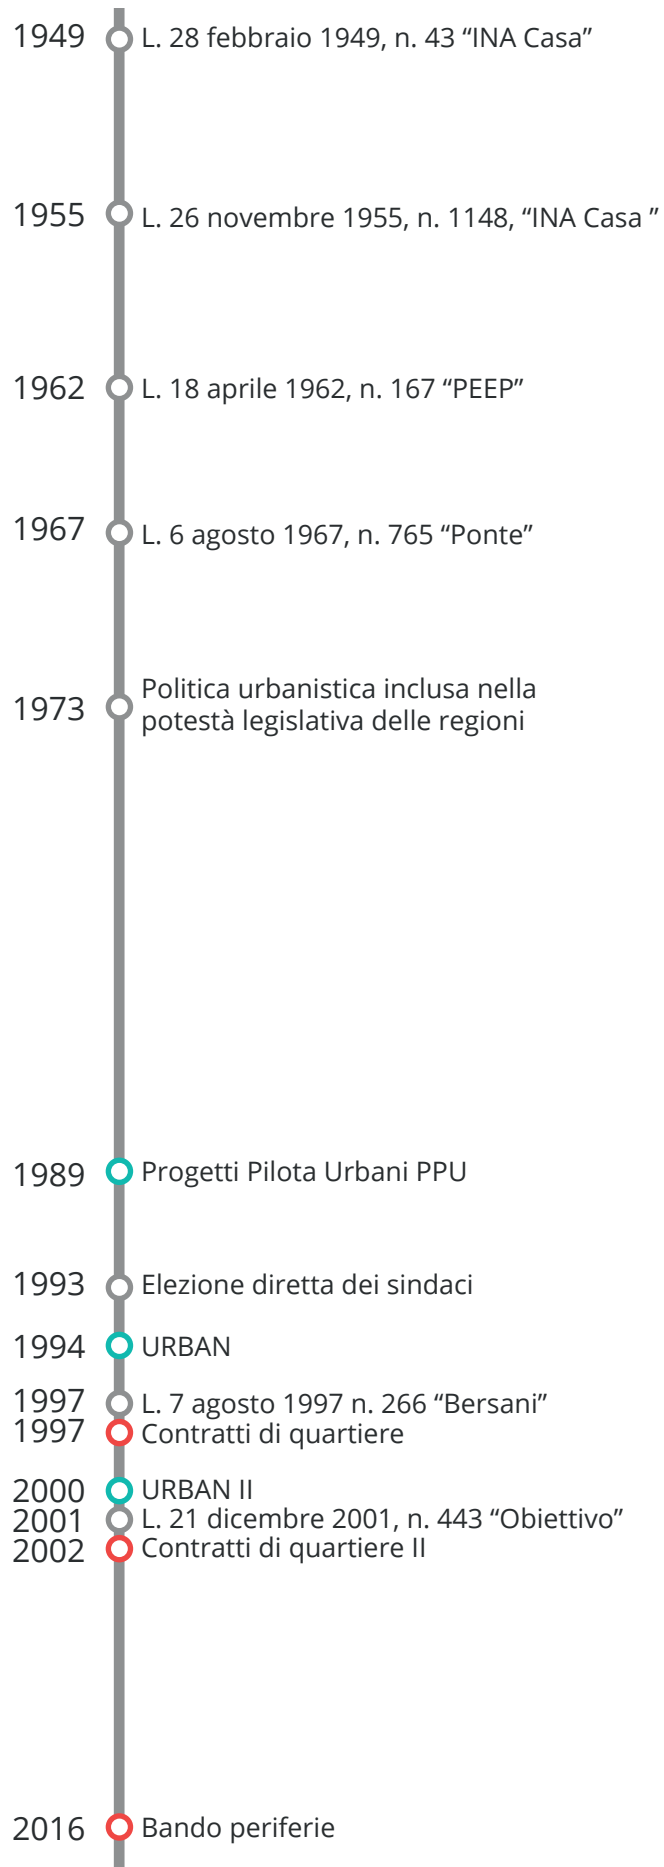 1949 L. 28 febbraio 1949, n. 43 “INA Casa”
1955 L. 26 novembre 1955, n. 1148, “INA Casa ”
1962 L. 18 aprile 1962, n. 167 “PEEP”
1967 L. 6 agosto 1967, n. 765 “Ponte”
1973 Politica urbanistica inclusa nella
potestà legislativa delle regioni
1989 Progetti Pilota Urbani PPU
1993 Elezione diretta dei sindaci
1994 URBAN
1997 L. 7 agosto 1997 n. 266 “Bersani”
1997 Contratti di quartiere
2000 URBAN II
2001 L. 21 dicembre 2001, n. 443 “Obiettivo”
2002 Contratti di quartiere II
2016 Bando periferie